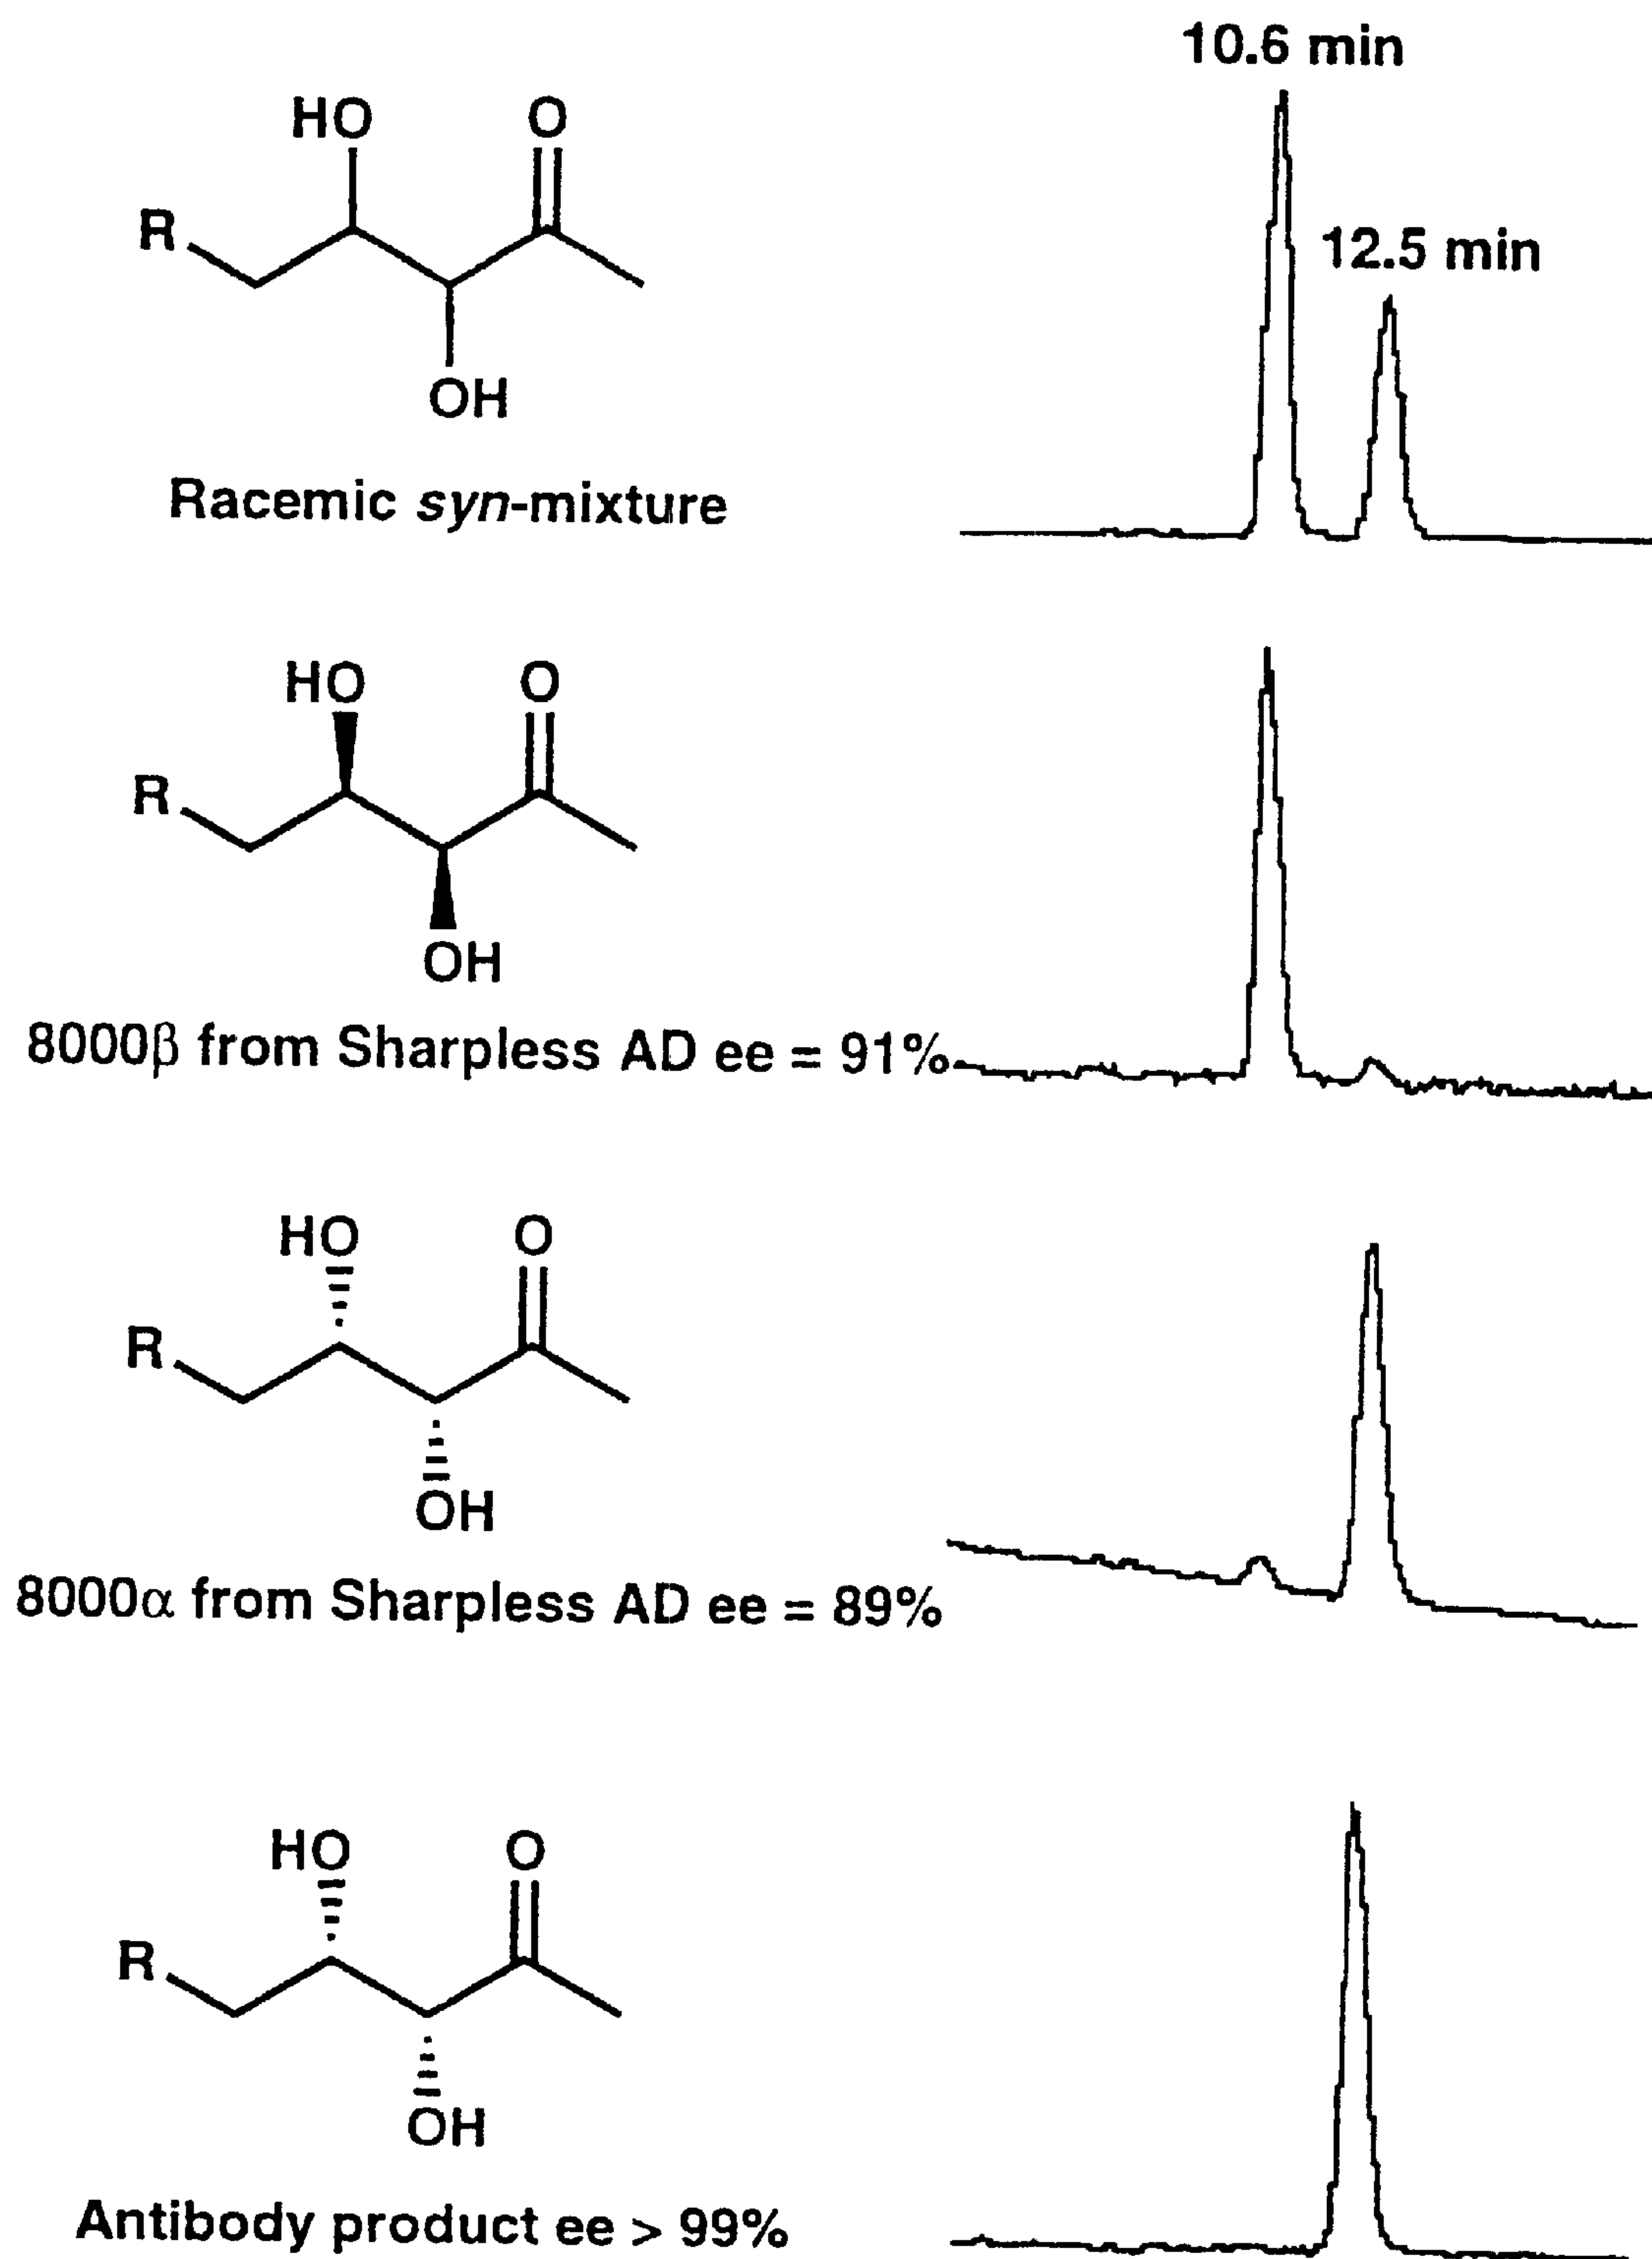 10.6 min
HO O
R
12.5 min
OH
Racemic syn-mixture
HO O
R
OH
8000β from Sharpless AD ee = 91%
HO O
R
OH
8000α from Sharpless AD ee = 89%
HO O
R
OH
Antibody product ee > 99%